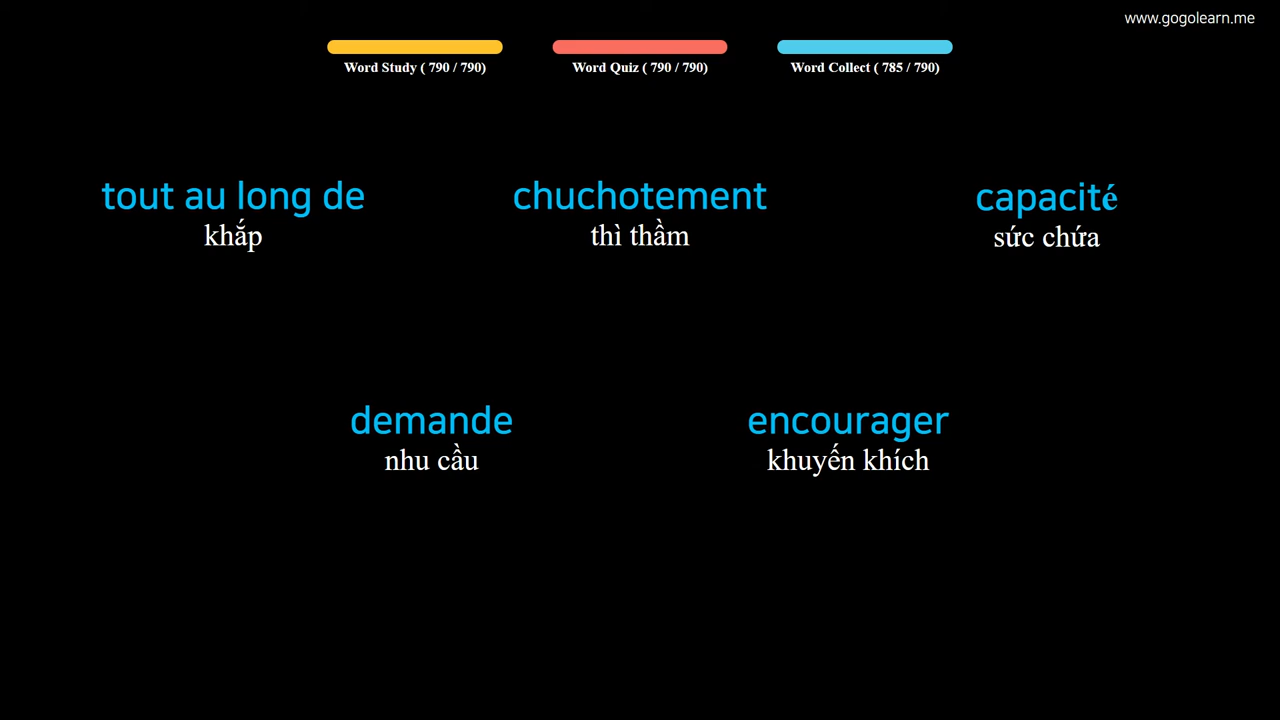 www.gogolearn.me
Word Study ( 790 / 790)
Word Quiz ( 790 / 790)
Word Collect ( 785 / 790)
tout au long de
khắp
chuchotement
thì thầm
capacité
sức chứa
demande
nhu cầu
encourager
khuyến khích